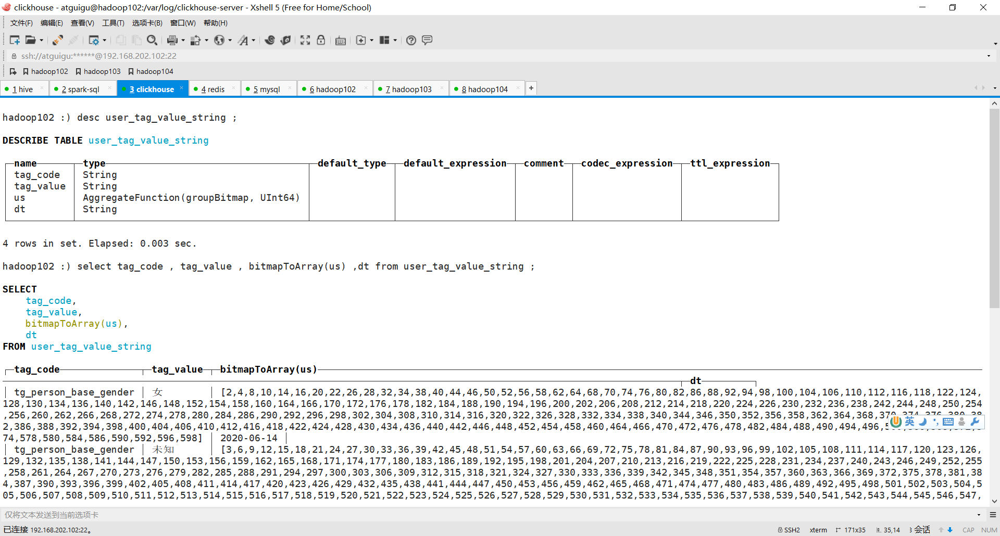 clickhouse - atguigu@hadoop102:/var/log/clickhouse-server - Xshell 5 (Free for Home/School)
文件(F) 编辑(E) 查看(V) 工具(T) 选项卡(B) 窗口(W) 帮助(H)
ssh://atguigu:******@192.168.202.102:22
hadoop102 hadoop103 hadoop104
1 hive 2 spark-sql 3 clickhouse 4 redis 5 mysql 6 hadoop102 7 hadoop103 8 hadoop104
hadoop102 :) desc user_tag_value_string ;
DESCRIBE TABLE user_tag_value_string
name type default_type default_expression comment codec_expression ttl_expression
tag_code String
tag_value String
us AggregateFunction(groupBitmap, UInt64)
dt String
4 rows in set. Elapsed: 0.003 sec.
hadoop102 :) select tag_code , tag_value , bitmapToArray(us) ,dt from user_tag_value_string ;
SELECT
tag_code,
tag_value,
bitmapToArray(us),
dt
FROM user_tag_value_string
tag_code tag_value bitmapToArray(us)
dt
tg_person_base_gender 女 [2,4,8,10,14,16,20,22,26,28,32,34,38,40,44,46,50,52,56,58,62,64,68,70,74,76,80,82,86,88,92,94,98,100,104,106,110,112,116,118,122,124,
128,130,134,136,140,142,146,148,152,154,158,160,164,166,170,172,176,178,182,184,188,190,194,196,200,202,206,208,212,214,218,220,224,226,230,232,236,238,242,244,248,250,254
,256,260,262,266,268,272,274,278,280,284,286,290,292,296,298,302,304,308,310,314,316,320,322,326,328,332,334,338,340,344,346,350,352,356,358,362,364,368,370,374,376,380,38
2,386,388,392,394,398,400,404,406,410,412,416,418,422,424,428,430,434,436,440,442,446,448,452,454,458,460,464,466,470,472,476,478,482,484,488,490,494,496,
英
74,578,580,584,586,590,592,596,598] 2020-06-14
tg_person_base_gender 未知 [3,6,9,12,15,18,21,24,27,30,33,36,39,42,45,48,51,54,57,60,63,66,69,72,75,78,81,84,87,90,93,96,99,102,105,108,111,114,117,120,123,126,
129,132,135,138,141,144,147,150,153,156,159,162,165,168,171,174,177,180,183,186,189,192,195,198,201,204,207,210,213,216,219,222,225,228,231,234,237,240,243,246,249,252,255
,258,261,264,267,270,273,276,279,282,285,288,291,294,297,300,303,306,309,312,315,318,321,324,327,330,333,336,339,342,345,348,351,354,357,360,363,366,369,372,375,378,381,38
4,387,390,393,396,399,402,405,408,411,414,417,420,423,426,429,432,435,438,441,444,447,450,453,456,459,462,465,468,471,474,477,480,483,486,489,492,495,498,501,502,503,504,5
05,506,507,508,509,510,511,512,513,514,515,516,517,518,519,520,521,522,523,524,525,526,527,528,529,530,531,532,533,534,535,536,537,538,539,540,541,542,543,544,545,546,547,
仅将文本发送到当前选项卡
已连接 192.168.202.102:22。 SSH2 xterm 171x35 35,14 3 会话 CAP NUM